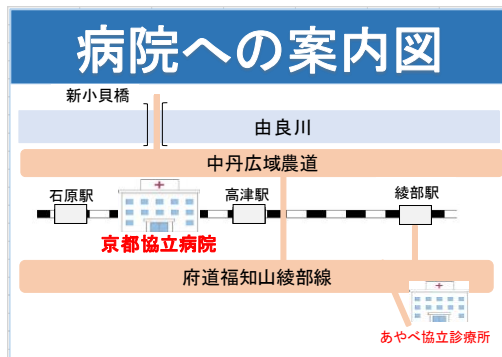 病院への案内図
新小貝橋
由良川
中丹広域農道
石原駅
高津駅
綾部駅
京都協立病院
府道福知山綾部線
あやべ協立診療所